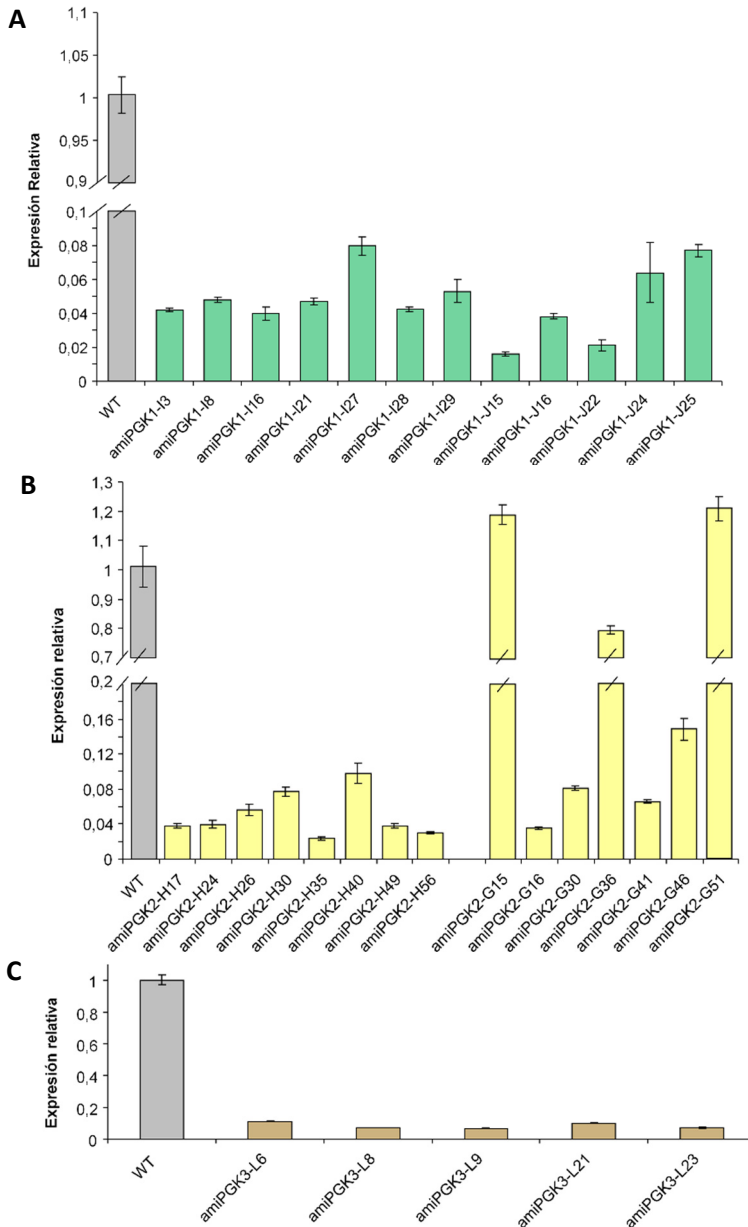 A
Expresión Relativa
1,1
1,05
1
0,95
0,9
0,1
0,08
0,06
0,04
0,02
0
WT
amiPGK1-I3
amiPGK1-I8
amiPGK1-I16
amiPGK1-I21
amiPGK1-I27
amiPGK1-I28
amiPGK1-I29
amiPGK1-J15
amiPGK1-J16
amiPGK1-J22
amiPGK1-J24
amiPGK1-J25
B
Expresión relativa
1,3
1,2
1,1
1
0,9
0,8
0,7
0,2
0,16
0,12
0,08
0,04
0
WT
amiPGK2-H17
amiPGK2-H24
amiPGK2-H26
amiPGK2-H30
amiPGK2-H35
amiPGK2-H40
amiPGK2-H49
amiPGK2-H56
amiPGK2-G15
amiPGK2-G16
amiPGK2-G30
amiPGK2-G36
amiPGK2-G41
amiPGK2-G46
amiPGK2-G51
C
Expresión relativa
1
0,8
0,6
0,4
0,2
0
WT
amiPGK3-L6
amiPGK3-L8
amiPGK3-L9
amiPGK3-L21
amiPGK3-L23